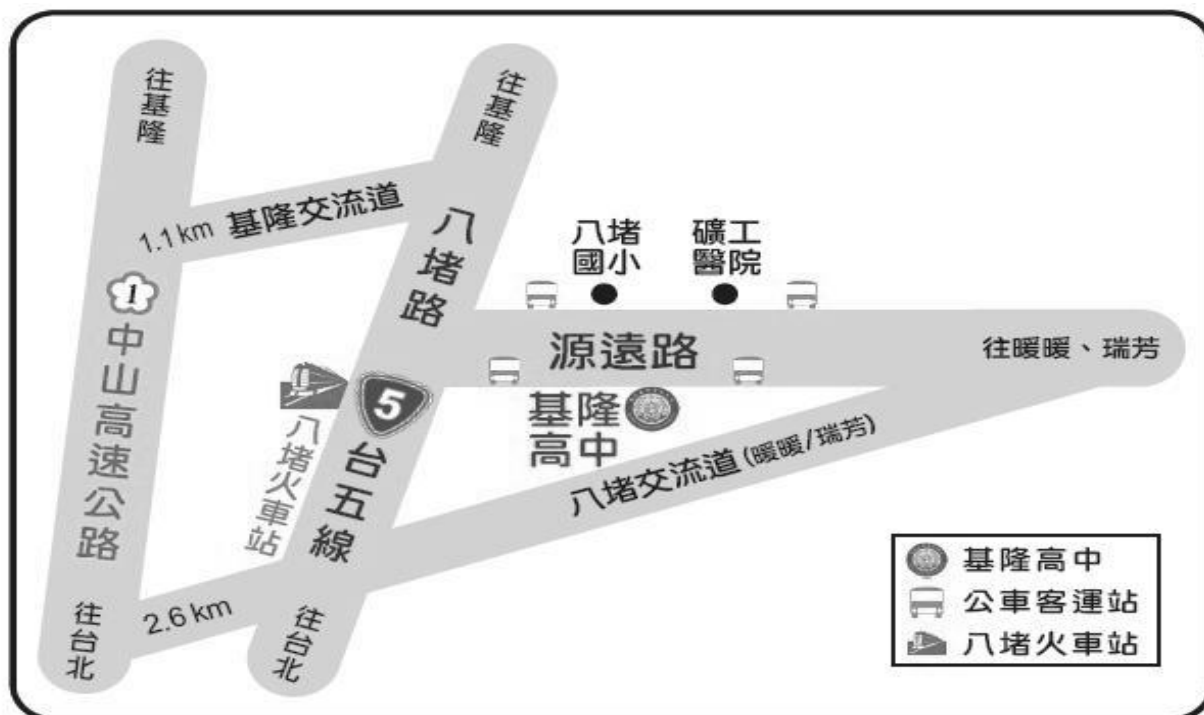 往基隆
往基隆
1.1 km 基隆交流道
八堵路
八堵
國小
礦工
醫院
1
中山高速公路
源遠路
往暖暖、瑞芳
5
台五線
八堵火車站
基隆
高中
八堵交流道(暖暖/瑞芳)
2.6 km
往台北
往台北
基隆高中
公車客運站
八堵火車站